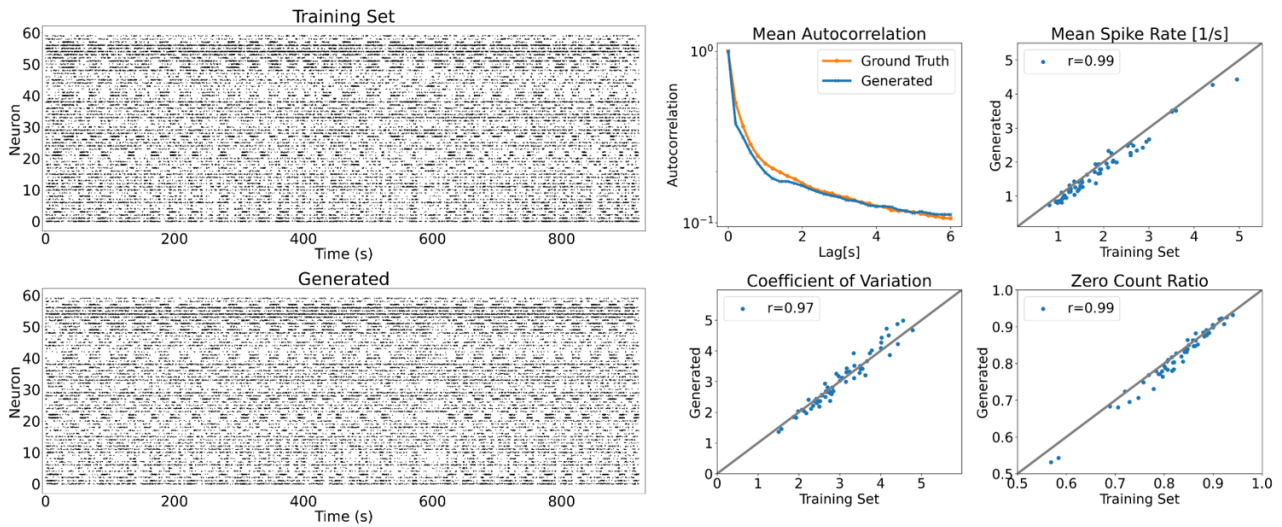 Training Set
60
50
40
30
20
10
0
Neuron
0 200 400 600 800
Time (s)
Generated
60
50
40
30
20
10
0
Neuron
0 200 400 600 800
Time (s)
Mean Autocorrelation
Ground Truth
Generated
10⁰
10⁻¹
Autocorrelation
0 2 4 6
Lag[s]
Mean Spike Rate [1/s]
r=0.99
5
4
3
2
1
Generated
1 2 3 4 5
Training Set
Coefficient of Variation
r=0.97
5
4
3
2
1
0
Generated
0 1 2 3 4 5
Training Set
Zero Count Ratio
r=0.99
1.0
0.9
0.8
0.7
0.6
0.5
Generated
0.5 0.6 0.7 0.8 0.9 1.0
Training Set